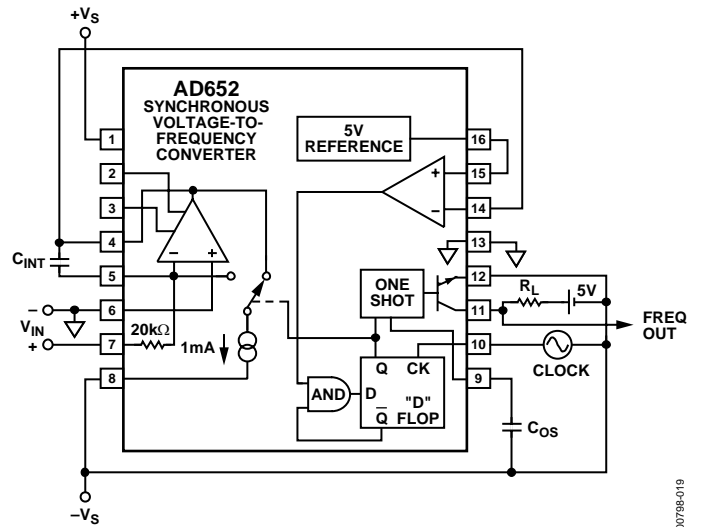 +VS
AD652
SYNCHRONOUS
VOLTAGE-TO-
FREQUENCY
CONVERTER
5V
REFERENCE
1
2
3
4
5
6
7
8
16
15
14
13
12
11
10
9
+
–
–
+
CINT
–
VIN
+
20kΩ
1mA
ONE
SHOT
AND
D
Q
CK
"D"
FLOP
Q̅
RL
5V
FREQ
OUT
CLOCK
COS
–VS
00798-019